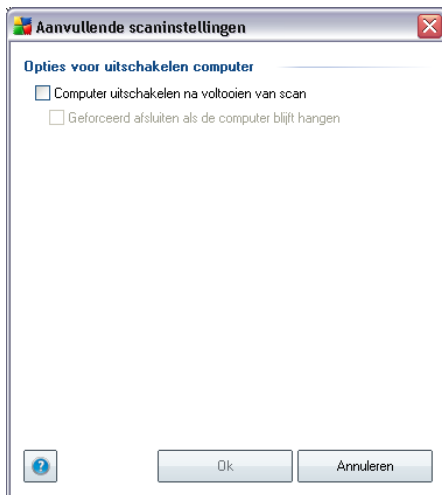 Aanvullende scaninstellingen
Opties voor uitschakelen computer
Computer uitschakelen na voltooien van scan
Geforceerd afsluiten als de computer blijft hangen
?
Ok
Annuleren